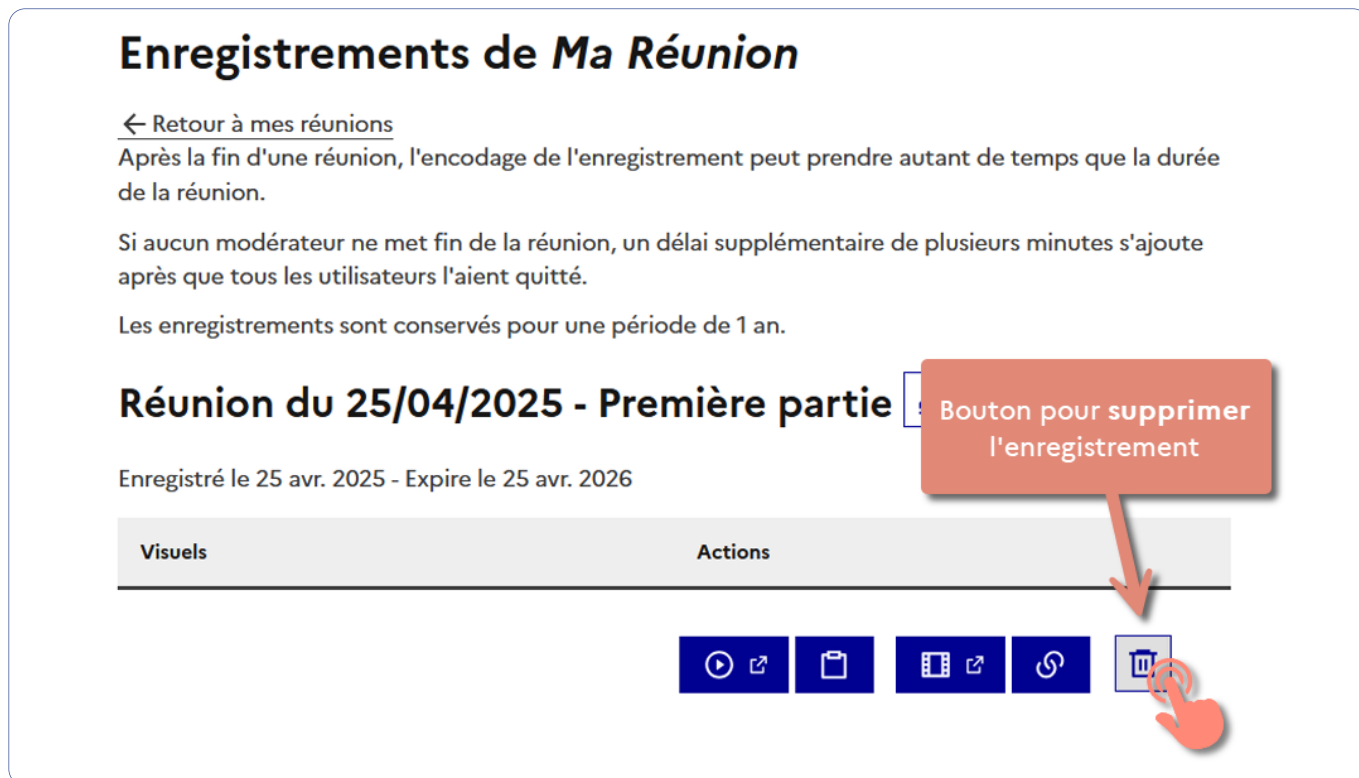 Enregistrements de Ma Réunion
Retour à mes réunions
Après la fin d'une réunion, l'encodage de l'enregistrement peut prendre autant de temps que la durée
de la réunion.
Si aucun modérateur ne met fin de la réunion, un délai supplémentaire de plusieurs minutes s'ajoute
après que tous les utilisateurs l'aient quitté.
Les enregistrements sont conservés pour une période de 1 an.
Réunion du 25/04/2025 - Première partie
Bouton pour supprimer
l'enregistrement
Enregistré le 25 avr. 2025 - Expire le 25 avr. 2026
Visuels Actions